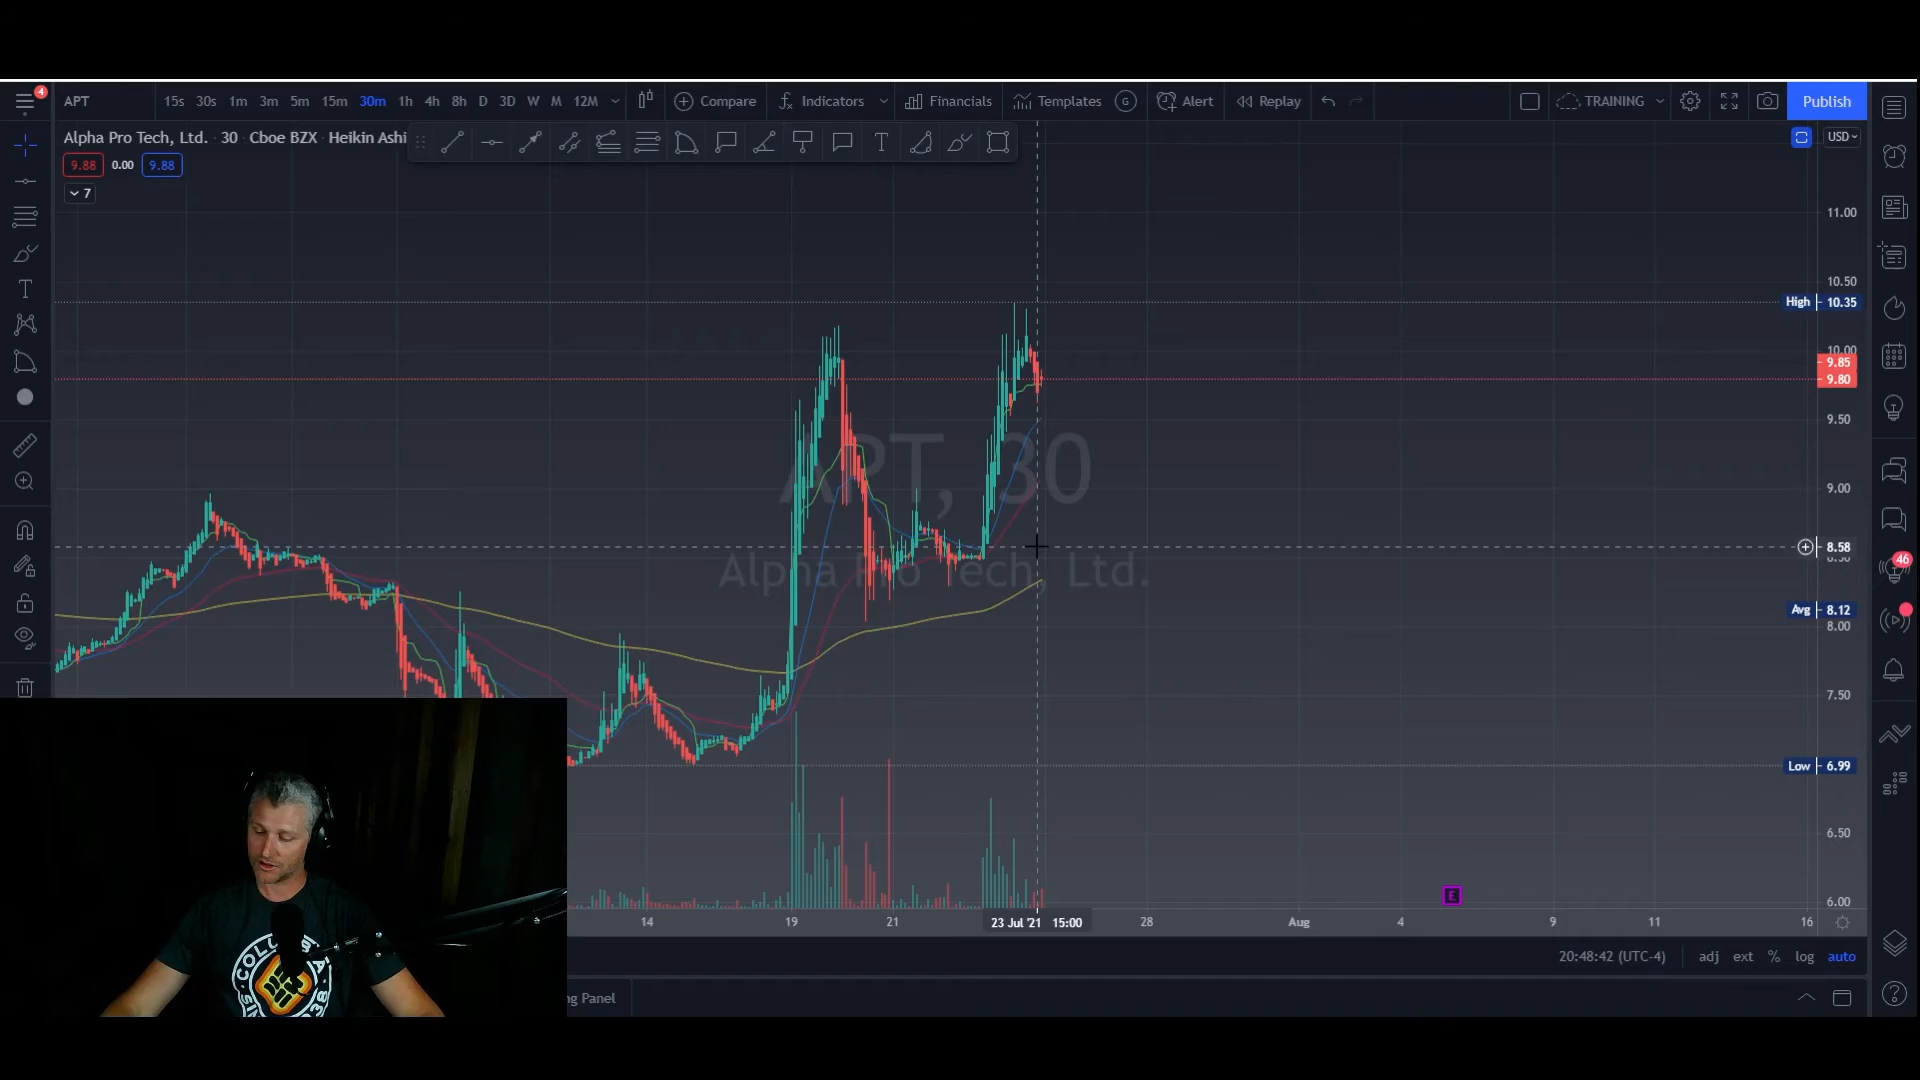 4
APT 15s 30s 1m 3m 5m 15m 30m 1h 4h 8h D 3D W M 12M Compare Indicators Financials Templates G Alert Replay TRAINING Publish
Alpha Pro Tech, Ltd. · 30 · Cboe BZX · Heikin Ashi
T
USD
9.88 0.00 9.88
7
11.00
10.50
High 10.35
10.00
9.85
9.80
9.50
APT, 30
9.00
8.58
8.50
46
Alpha Pro Tech, Ltd.
Avg 8.12
8.00
7.50
Low 6.99
6.50
E
6.00
14 19 21 23 Jul '21 15:00 28 Aug 4 9 11 16
20:48:42 (UTC-4) adj ext % log auto
ng Panel